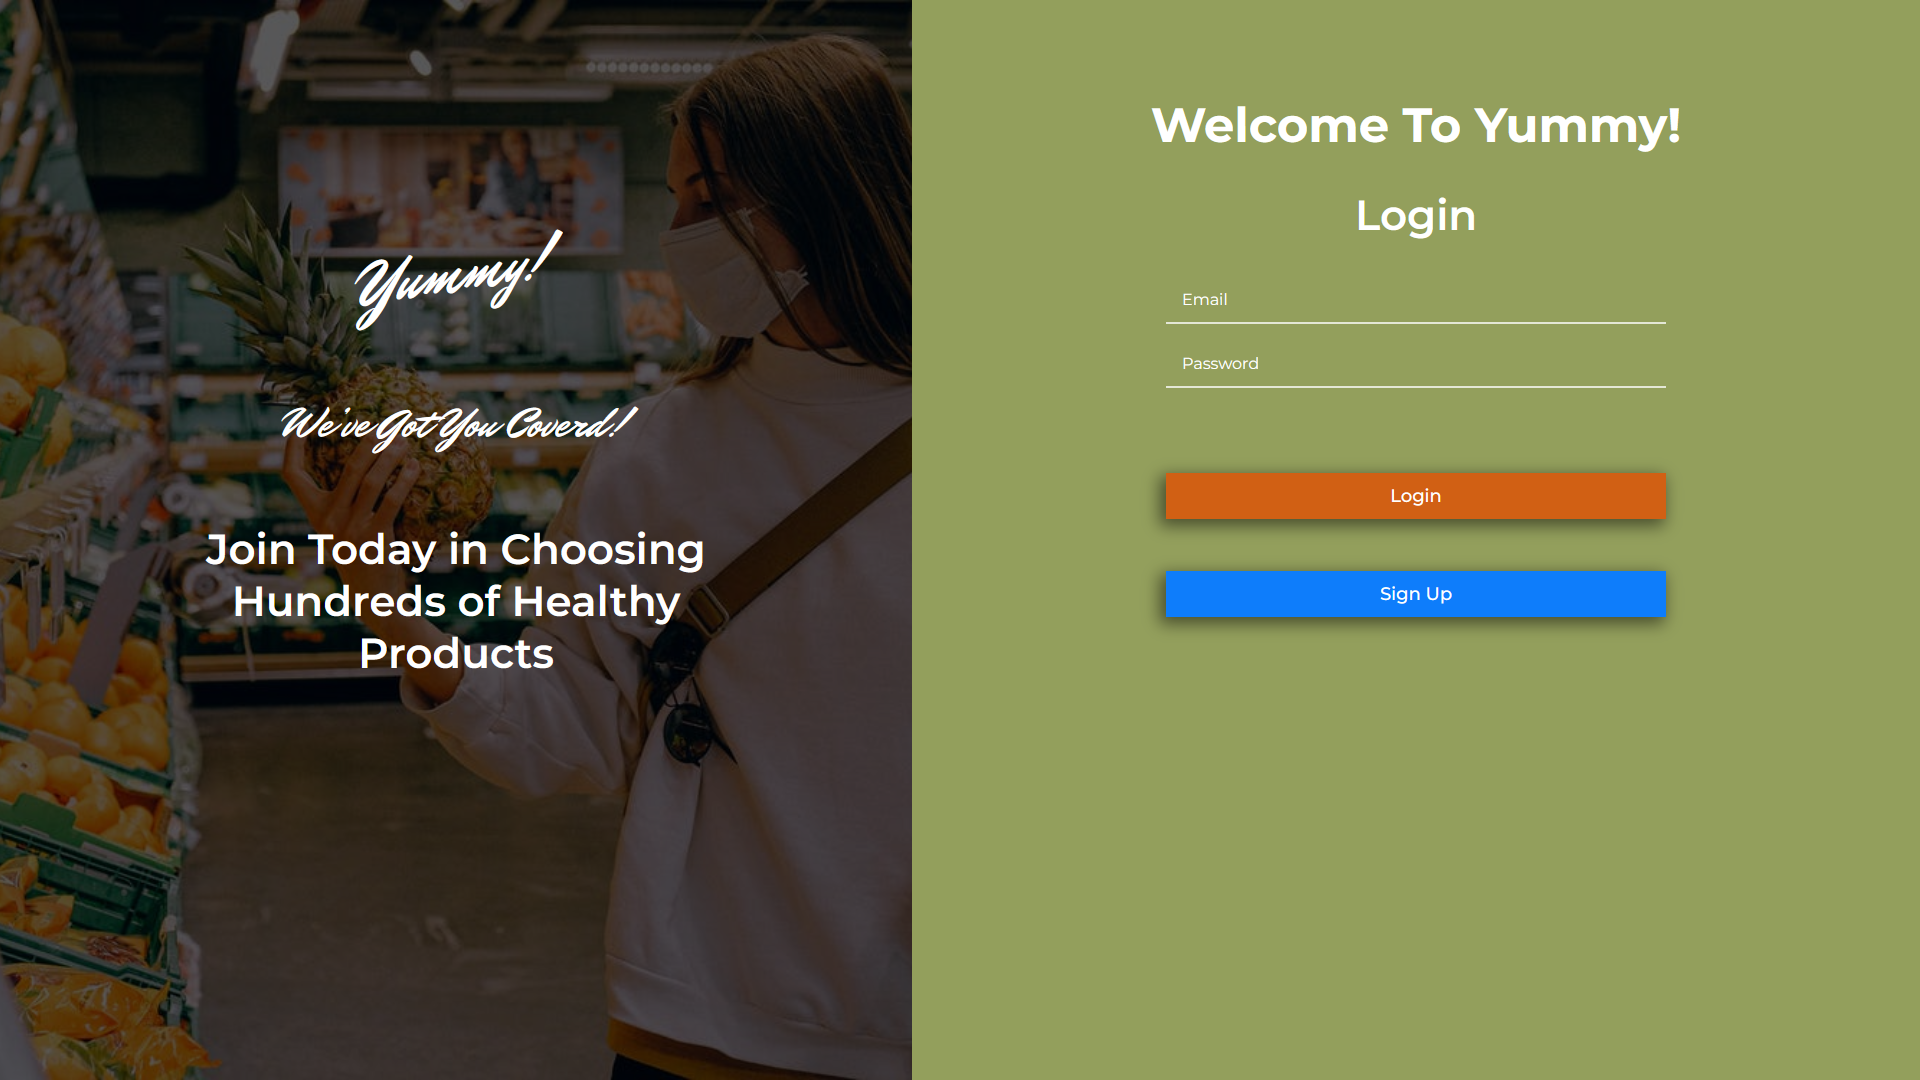 Yummy!
We've Got You Coverd!
Join Today in Choosing
Hundreds of Healthy
Products
Welcome To Yummy!
Login
Email
Password
Login
Sign Up